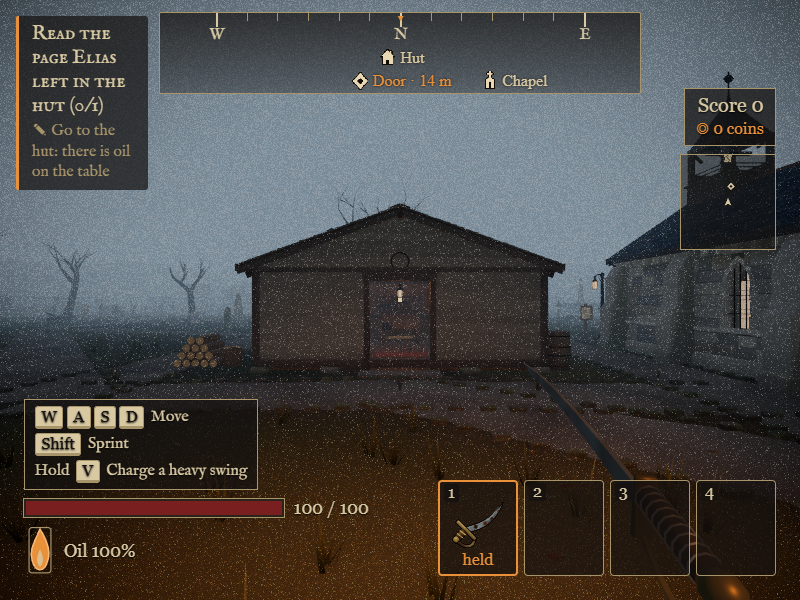 Read the
page Elias
left in the
hut (0/1)
Go to the
hut: there is oil
on the table
W N E
Hut
Door · 14 m Chapel
Score 0
0 coins
W A S D Move
Shift Sprint
Hold V Charge a heavy swing
100 / 100
Oil 100%
1 2 3 4
held